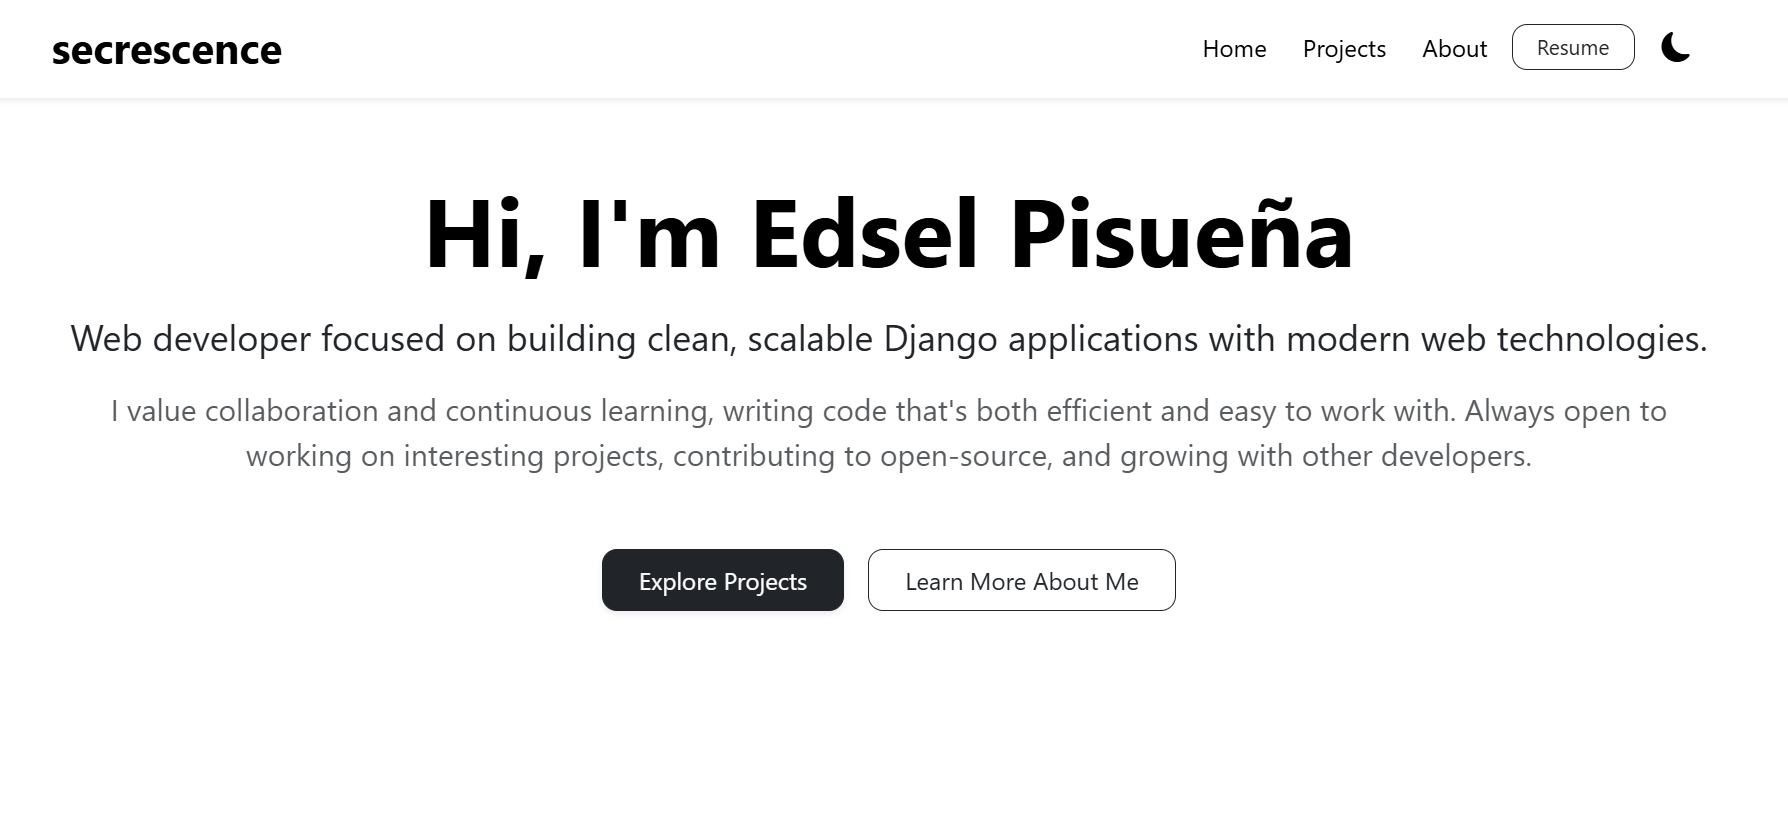 secrescence
Home Projects About Resume
Hi, I'm Edsel Pisueña
Web developer focused on building clean, scalable Django applications with modern web technologies.
I value collaboration and continuous learning, writing code that's both efficient and easy to work with. Always open to
working on interesting projects, contributing to open-source, and growing with other developers.
Explore Projects Learn More About Me